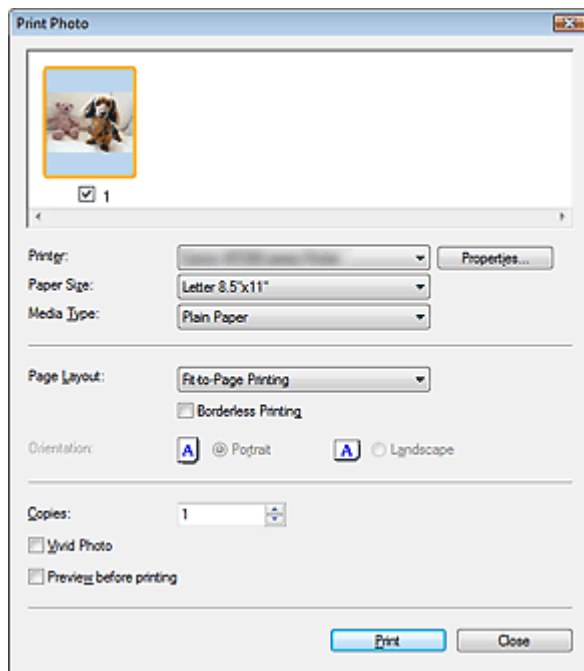 Print Photo
1
Printer:
Properties...
Paper Size: Letter 8.5"x11"
Media Type: Plain Paper
Page Layout: Fit-to-Page Printing
Borderless Printing
Orientation: A Portrait A Landscape
Copies: 1
Vivid Photo
Preview before printing
Print Close